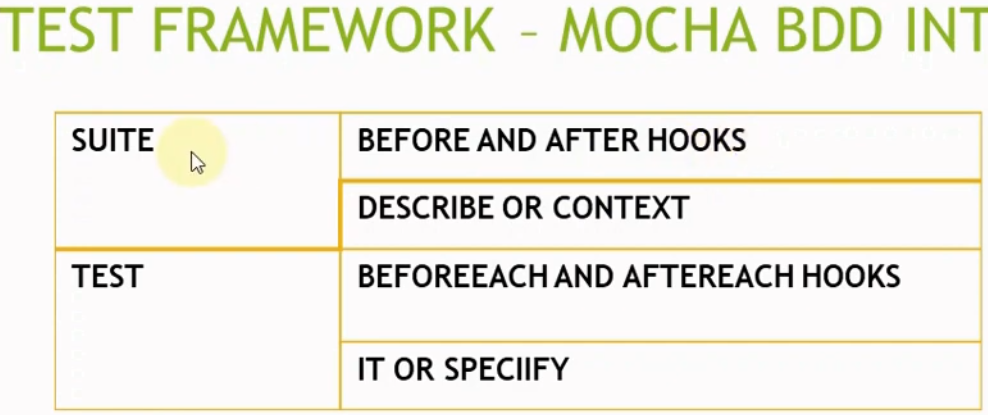 TEST FRAMEWORK - MOCHA BDD INT
SUITE
BEFORE AND AFTER HOOKS
DESCRIBE OR CONTEXT
TEST
BEFOREEACH AND AFTEREACH HOOKS
IT OR SPECIIFY